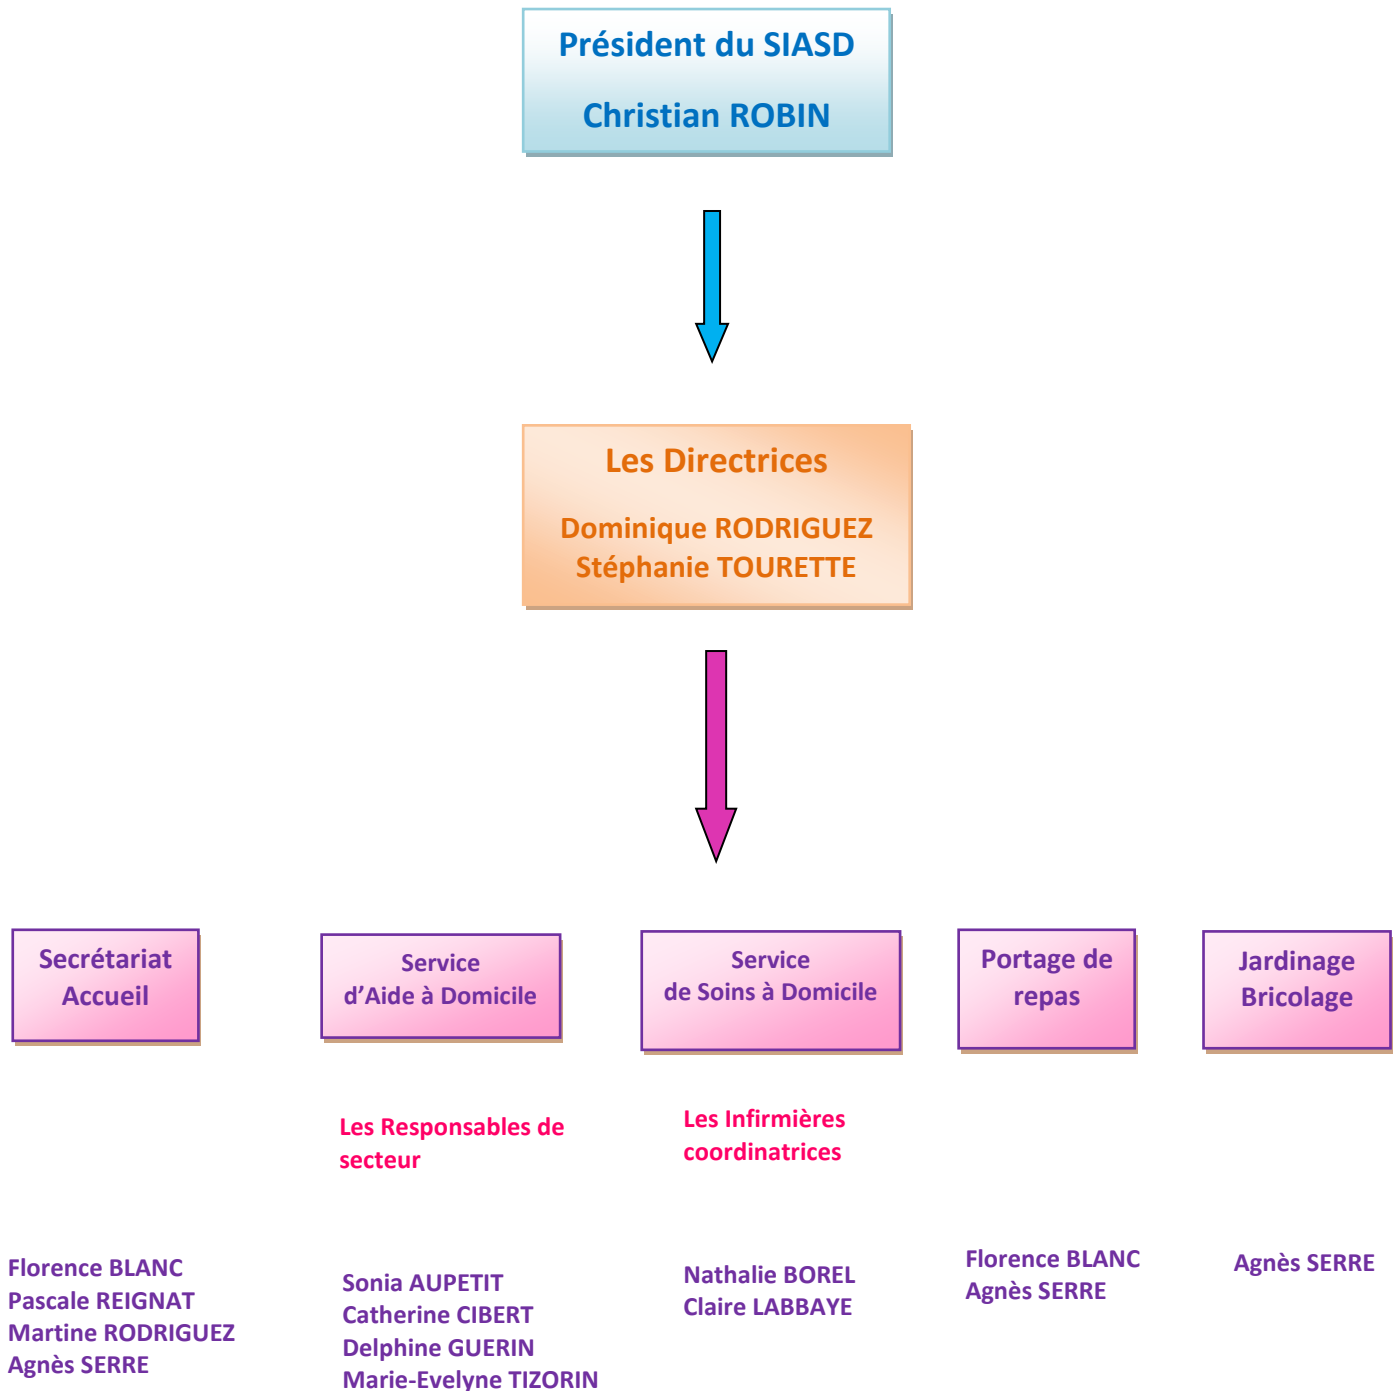 Président du SIASD
Christian ROBIN
Les Directrices
Dominique RODRIGUEZ
Stéphanie TOURETTE
Secrétariat
Accueil
Service
d’Aide à Domicile
Service
de Soins à Domicile
Portage de
repas
Jardinage
Bricolage
Les Responsables de
secteur
Les Infirmières
coordinatrices
Florence BLANC
Pascale REIGNAT
Martine RODRIGUEZ
Agnès SERRE
Sonia AUPETIT
Catherine CIBERT
Delphine GUERIN
Marie-Evelyne TIZORIN
Nathalie BOREL
Claire LABBAYE
Florence BLANC
Agnès SERRE
Agnès SERRE